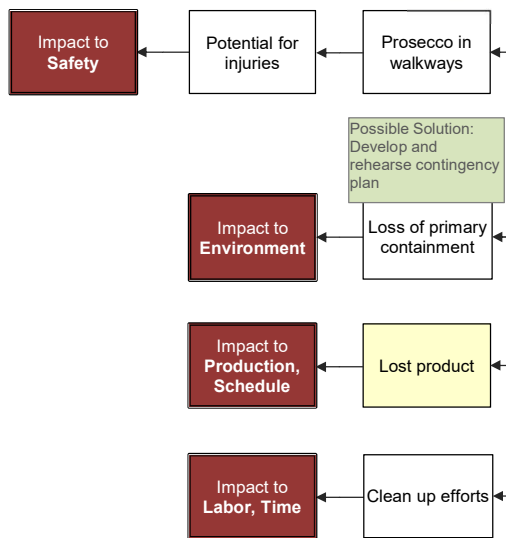 Impact to
Safety
Potential for
injuries
Prosecco in
walkways
Possible Solution:
Develop and
rehearse contingency
plan
Impact to
Environment
Loss of primary
containment
Impact to
Production,
Schedule
Lost product
Impact to
Labor, Time
Clean up efforts